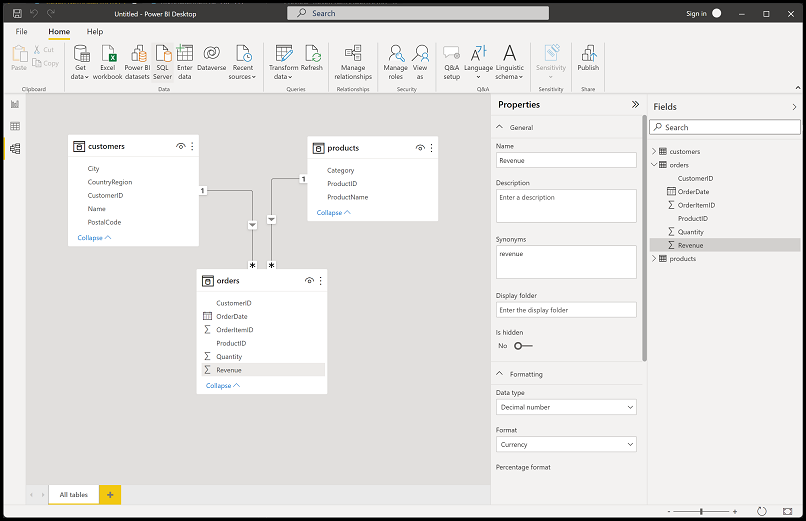 Untitled - Power BI Desktop
Search
Sign in
File
Home
Help
Paste
Cut
Copy
Clipboard
Get data
Excel workbook
Power BI datasets
SQL Server
Enter data
Dataverse
Recent sources
Data
Transform data
Refresh
Queries
Manage relationships
Relationships
Manage roles
View as
Security
Q&A setup
Language
Linguistic schema
Q&A
Sensitivity
Sensitivity
Publish
Share
customers
City
CountryRegion
CustomerID
Name
PostalCode
Collapse
products
Category
ProductID
ProductName
Collapse
1
1
*
*
orders
CustomerID
OrderDate
OrderItemID
ProductID
Quantity
Revenue
Collapse
All tables
Properties
General
Name
Revenue
Description
Enter a description
Synonyms
revenue
Display folder
Enter the display folder
Is hidden
No
Formatting
Data type
Decimal number
Format
Currency
Percentage format
Fields
Search
customers
orders
CustomerID
OrderDate
OrderItemID
ProductID
Quantity
Revenue
products